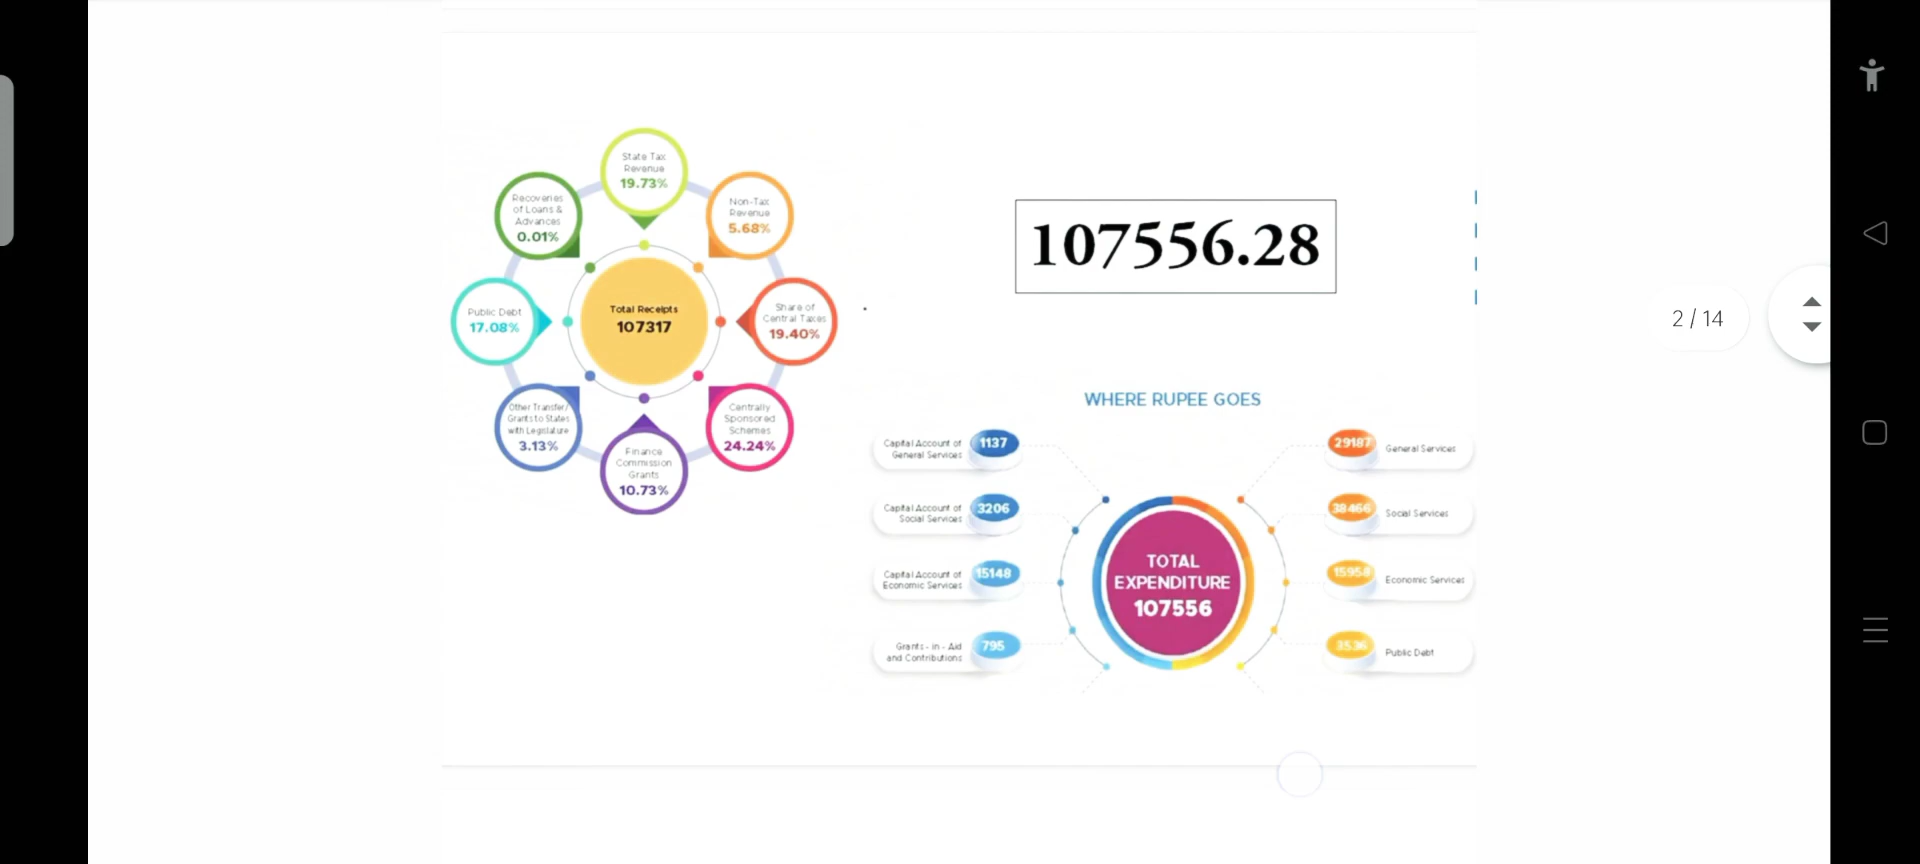 State Tax
Revenue
19.73%
Non-Tax
Revenue
5.68%
Share of
Central Taxes
19.40%
Centrally
Sponsored
Schemes
24.24%
Finance
Commission
Grants
10.73%
Other Transfer/
Grants to States
with Legislature
3.13%
Public Debt
17.08%
Recoveries
of Loans &
Advances
0.01%
Total Receipts
107317
107556.28
2 / 14
WHERE RUPEE GOES
Capital Account of
General Services
1137
Capital Account of
Social Services
3206
Capital Account of
Economic Services
15148
Grants - in - Aid
and Contributions
795
TOTAL
EXPENDITURE
107556
29187
General Services
38466
Social Services
15958
Economic Services
3536
Public Debt